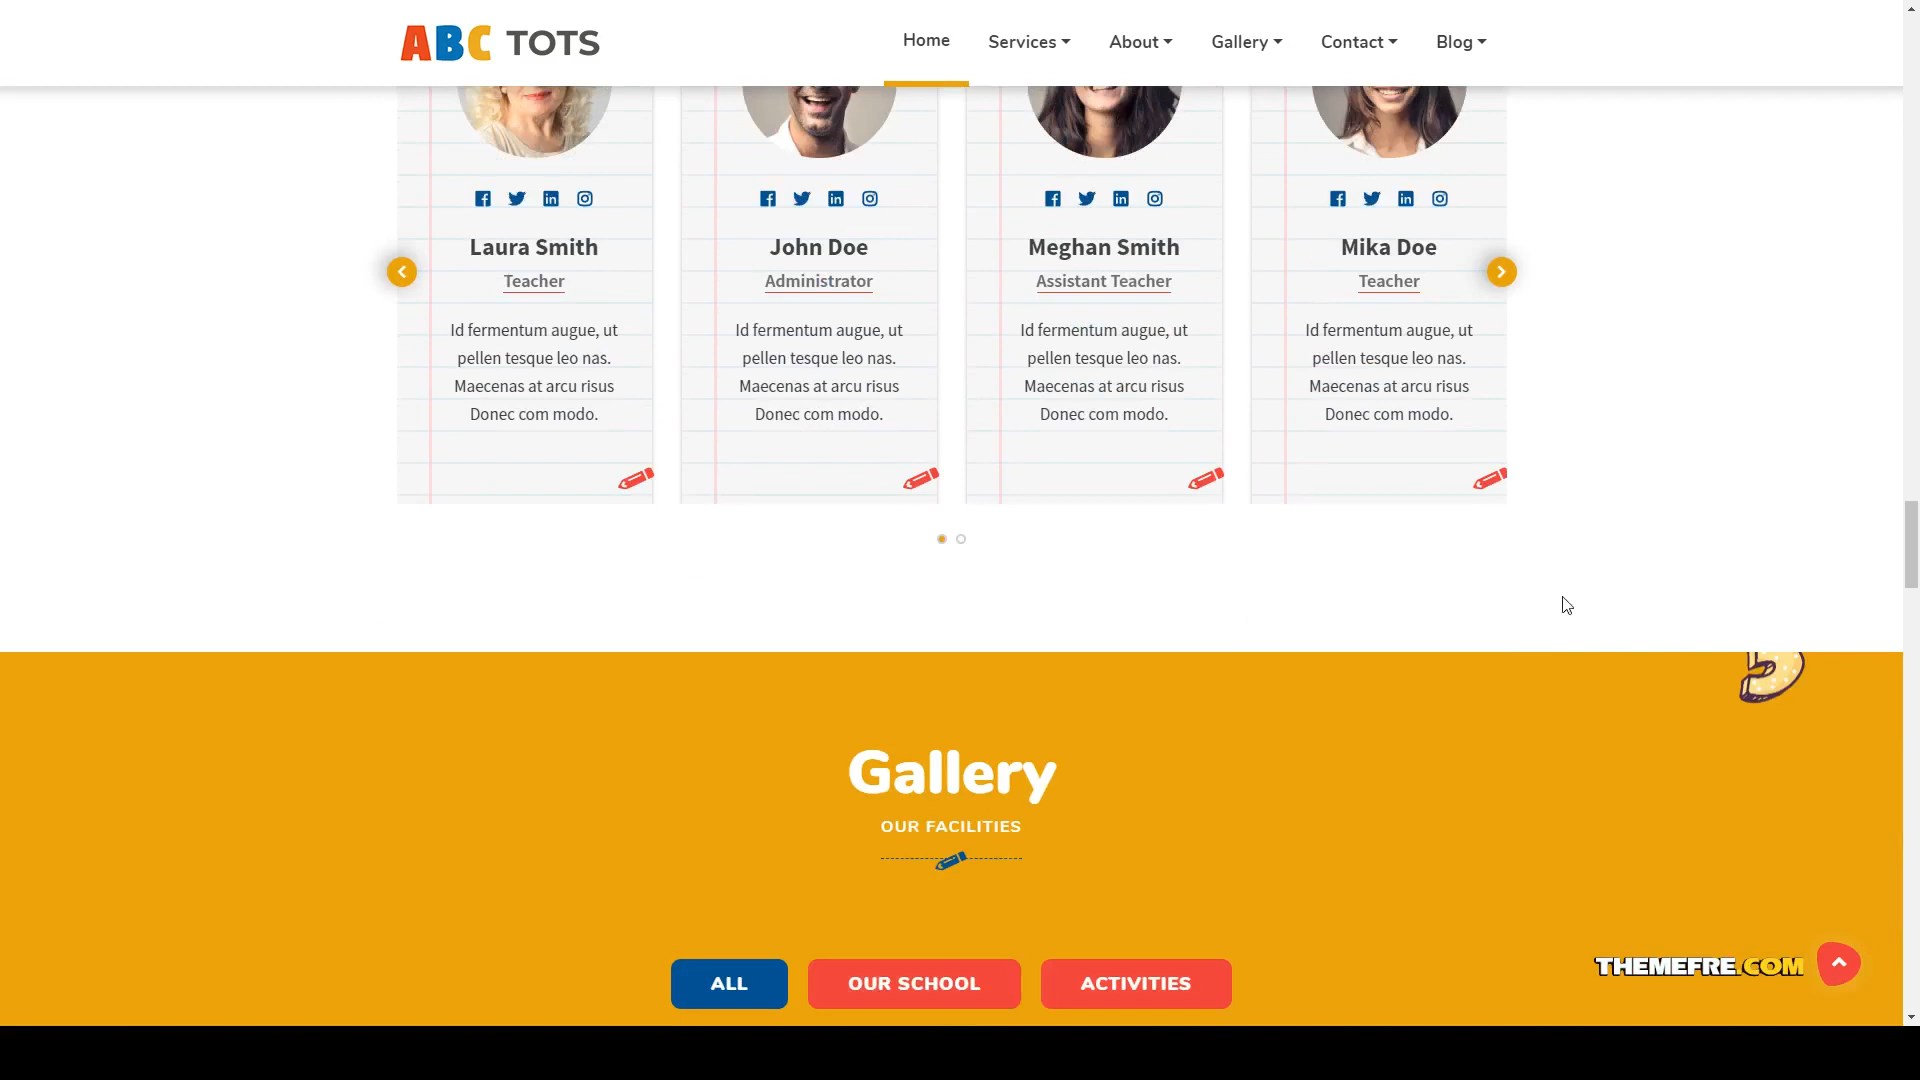 ABC TOTS
Home Services About Gallery Contact Blog
Laura Smith
Teacher
Id fermentum augue, ut
pellen tesque leo nas.
Maecenas at arcu risus
Donec com modo.
John Doe
Administrator
Id fermentum augue, ut
pellen tesque leo nas.
Maecenas at arcu risus
Donec com modo.
Meghan Smith
Assistant Teacher
Id fermentum augue, ut
pellen tesque leo nas.
Maecenas at arcu risus
Donec com modo.
Mika Doe
Teacher
Id fermentum augue, ut
pellen tesque leo nas.
Maecenas at arcu risus
Donec com modo.
Gallery
OUR FACILITIES
ALL
OUR SCHOOL
ACTIVITIES
THEMEFRE.COM